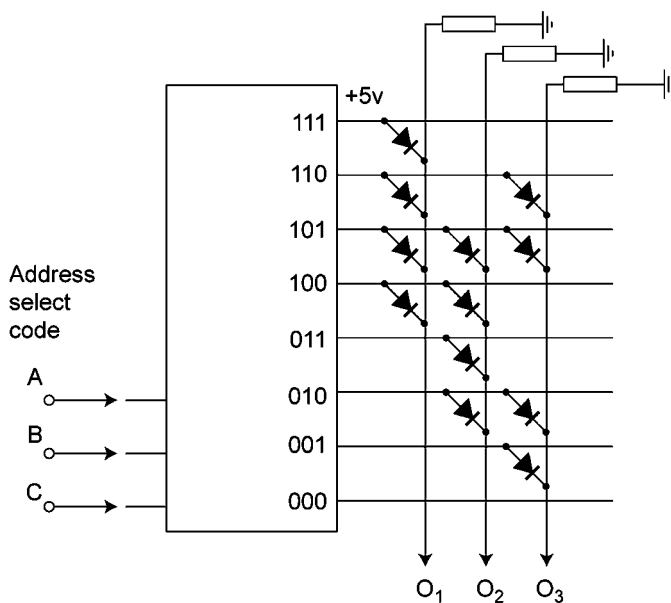 +5v
111
110
101
100
011
010
001
000
Address
select
code
A
B
C
O₁ O₂ O₃